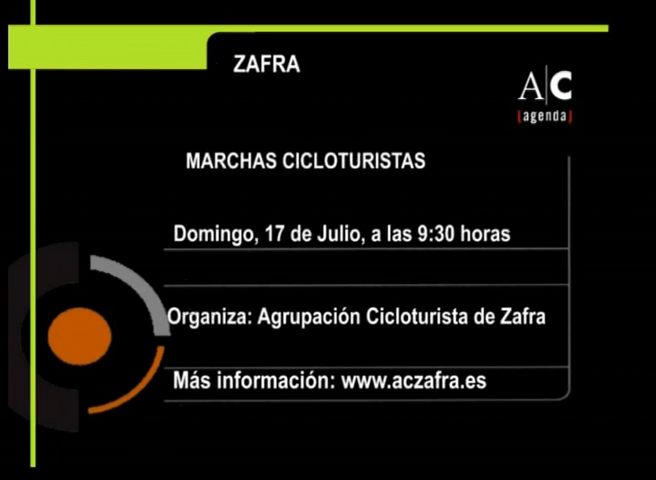 ZAFRA
A|C
[agenda]
MARCHAS CICLOTURISTAS
Domingo, 17 de Julio, a las 9:30 horas
Organiza: Agrupación Cicloturista de Zafra
Más información: www.aczafra.es